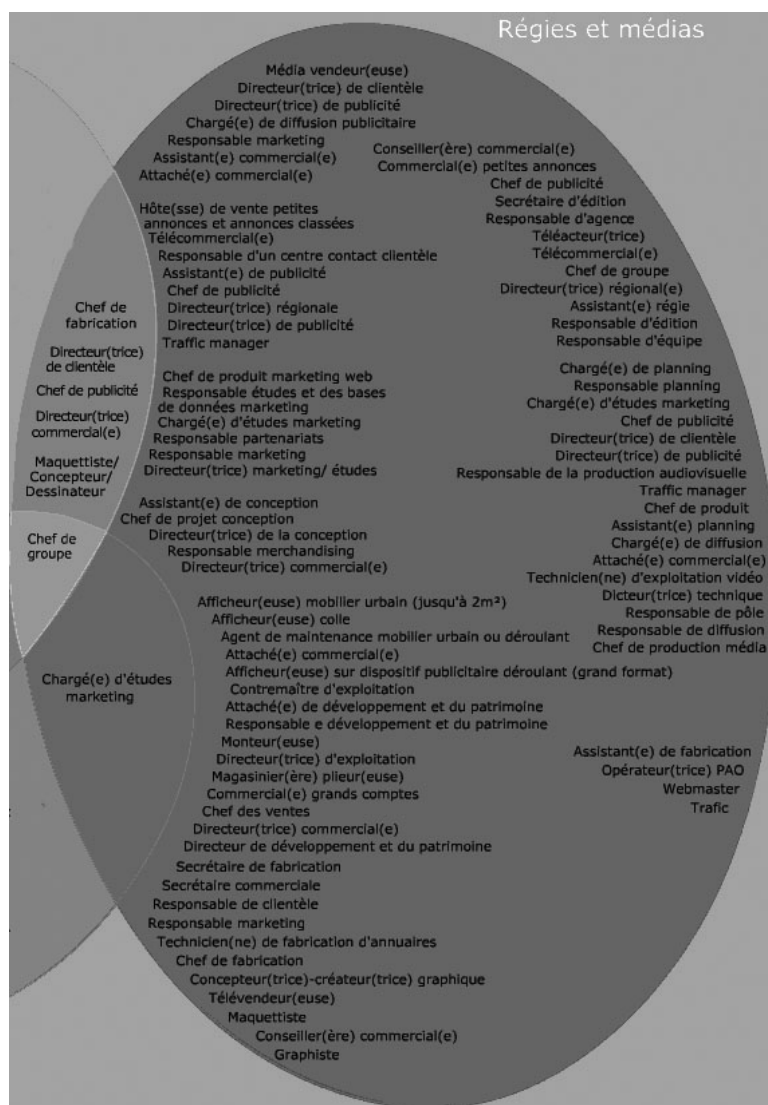 Régies et médias
Média vendeur(euse)
Directeur(trice) de clientèle
Directeur(trice) de publicité
Chargé(e) de diffusion publicitaire
Responsable marketing
Assistant(e) commercial(e)
Attaché(e) commercial(e)
Conseiller(ère) commercial(e)
Commercial(e) petites annonces
Chef de publicité
Secrétaire d'édition
Responsable d'agence
Téléacteur(trice)
Télécommercial(e)
Chef de groupe
Directeur(trice) régional(e)
Assistant(e) régie
Responsable d'édition
Responsable d'équipe
Hôte(sse) de vente petites
annonces et annonces classées
Télécommercial(e)
Responsable d'un centre contact clientèle
Assistant(e) de publicité
Chef de publicité
Directeur(trice) régionale
Directeur(trice) de publicité
Traffic manager
Chef de
fabrication
Directeur(trice)
de clientèle
Chef de publicité
Directeur(trice)
commercial(e)
Maquettiste/
Concepteur/
Dessinateur
Chef de produit marketing web
Responsable études et des bases
de données marketing
Chargé(e) d'études marketing
Responsable partenariats
Responsable marketing
Directeur(trice) marketing/ études
Chargé(e) de planning
Responsable planning
Chargé(e) d'études marketing
Chef de publicité
Directeur(trice) de clientèle
Directeur(trice) de publicité
Responsable de la production audiovisuelle
Traffic manager
Chef de produit
Assistant(e) planning
Chargé(e) de diffusion
Attaché(e) commercial(e)
Technicien(ne) d'exploitation vidéo
Dicteur(trice) technique
Responsable de pôle
Responsable de diffusion
Chef de production média
Assistant(e) de conception
Chef de projet conception
Directeur(trice) de la conception
Responsable merchandising
Directeur(trice) commercial(e)
Chef de
groupe
Chargé(e) d'études
marketing
Afficheur(euse) mobilier urbain (jusqu'à 2m²)
Afficheur(euse) colle
Agent de maintenance mobilier urbain ou déroulant
Attaché(e) commercial(e)
Afficheur(euse) sur dispositif publicitaire déroulant (grand format)
Contremaître d'exploitation
Attaché(e) de développement et du patrimoine
Responsable e développement et du patrimoine
Monteur(euse)
Directeur(trice) d'exploitation
Magasinier(ère) plieur(euse)
Commercial(e) grands comptes
Chef des ventes
Directeur(trice) commercial(e)
Directeur de développement et du patrimoine
Assistant(e) de fabrication
Opérateur(trice) PAO
Webmaster
Trafic
Secrétaire de fabrication
Secrétaire commerciale
Responsable de clientèle
Responsable marketing
Technicien(ne) de fabrication d'annuaires
Chef de fabrication
Concepteur(trice)-créateur(trice) graphique
Télévendeur(euse)
Maquettiste
Conseiller(ère) commercial(e)
Graphiste